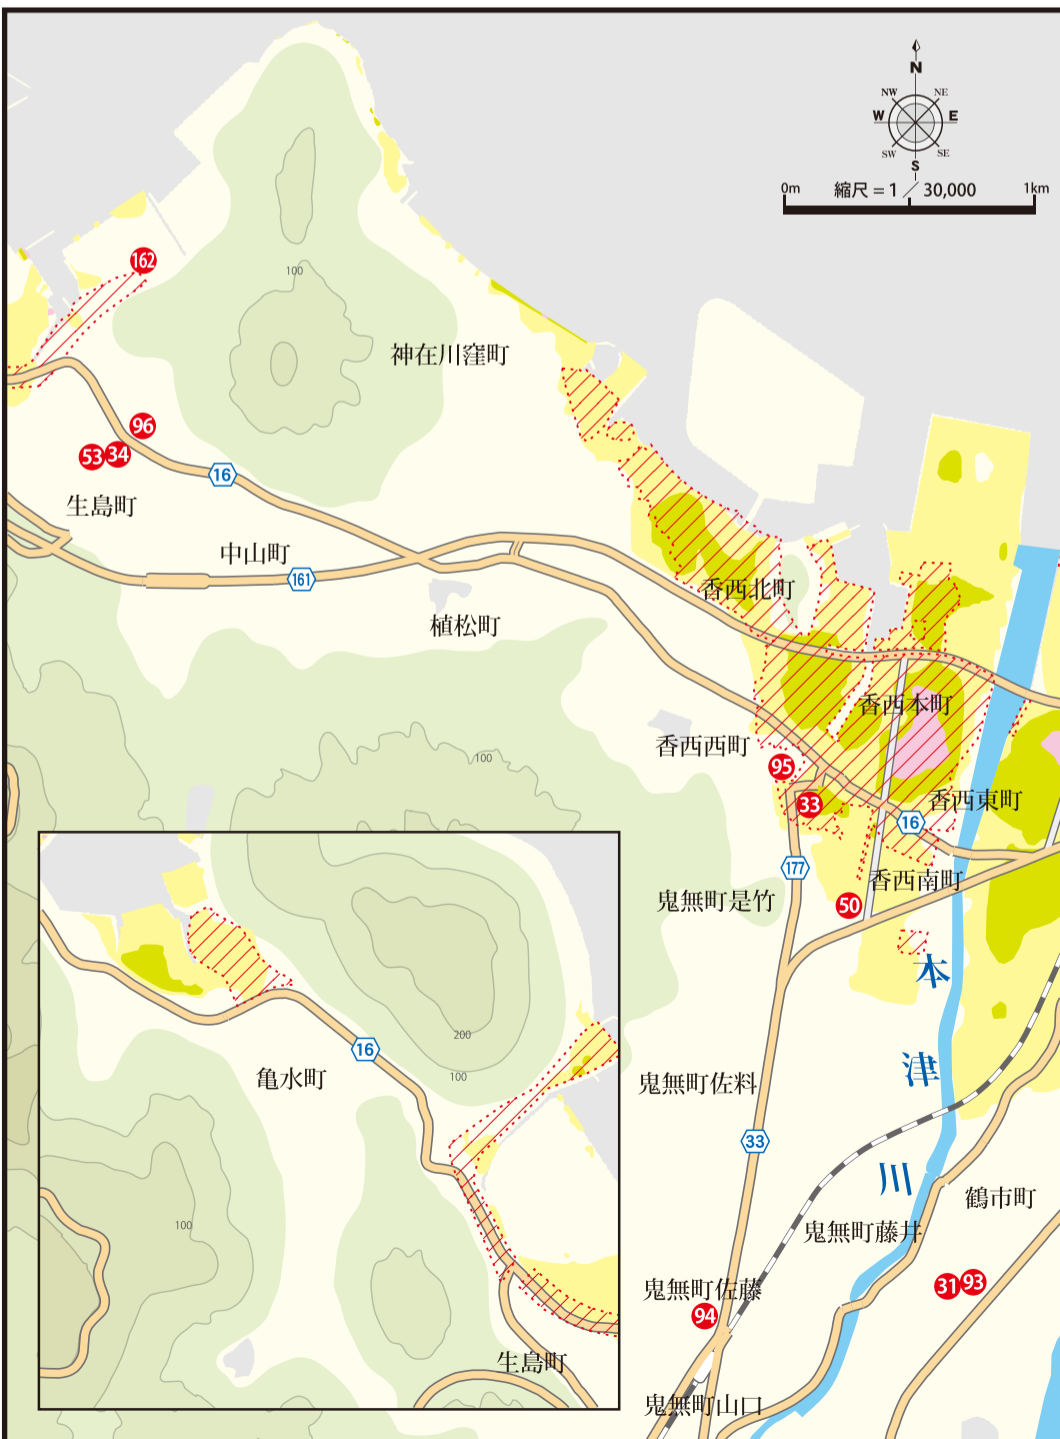 N
NW
NE
W
E
SW
SE
S
0m
縮尺 = 1 ／ 30,000
1km
162
100
神在川窪町
96
53
34
16
生島町
中山町
161
植松町
香西北町
香西本町
香西西町
100
95
33
香西東町
16
177
香西南町
鬼無町是竹
50
本津川
200
16
100
亀水町
鬼無町佐料
33
鶴市町
100
鬼無町藤井
31
93
鬼無町佐藤
94
生島町
鬼無町山口